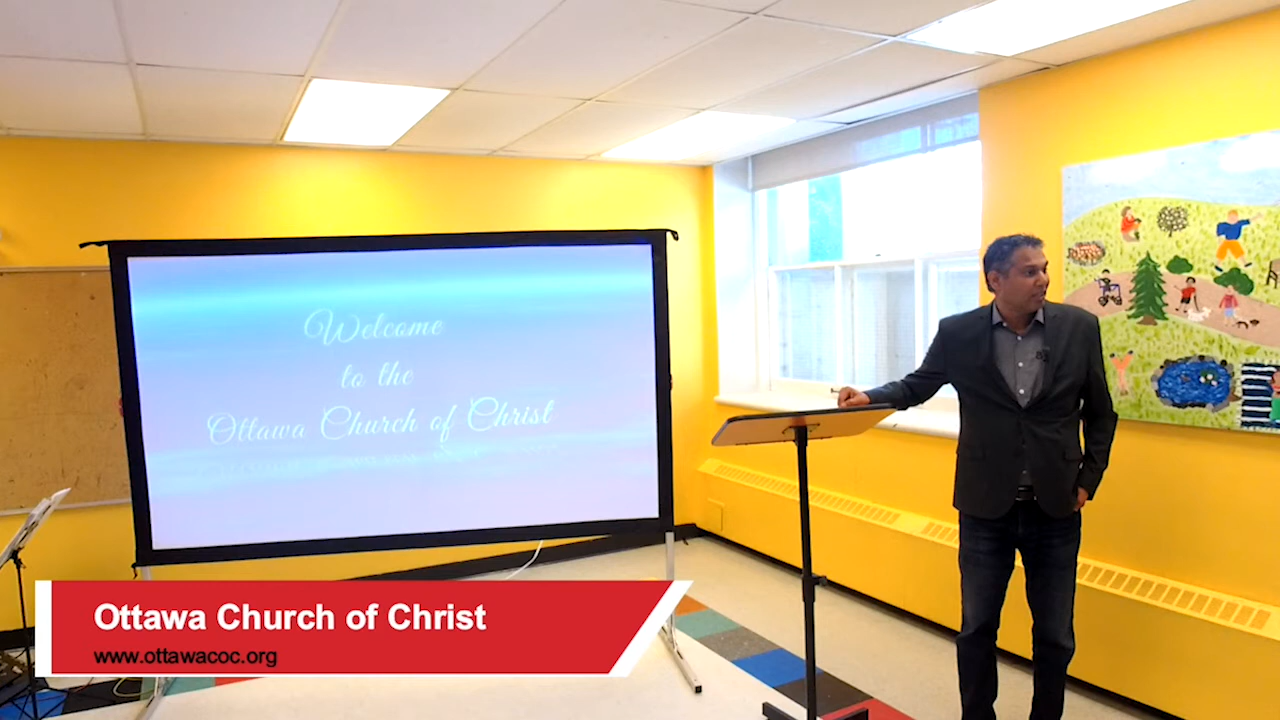 Welcome
to the
Ottawa Church of Christ
Ottawa Church of Christ
www.ottawacoc.org